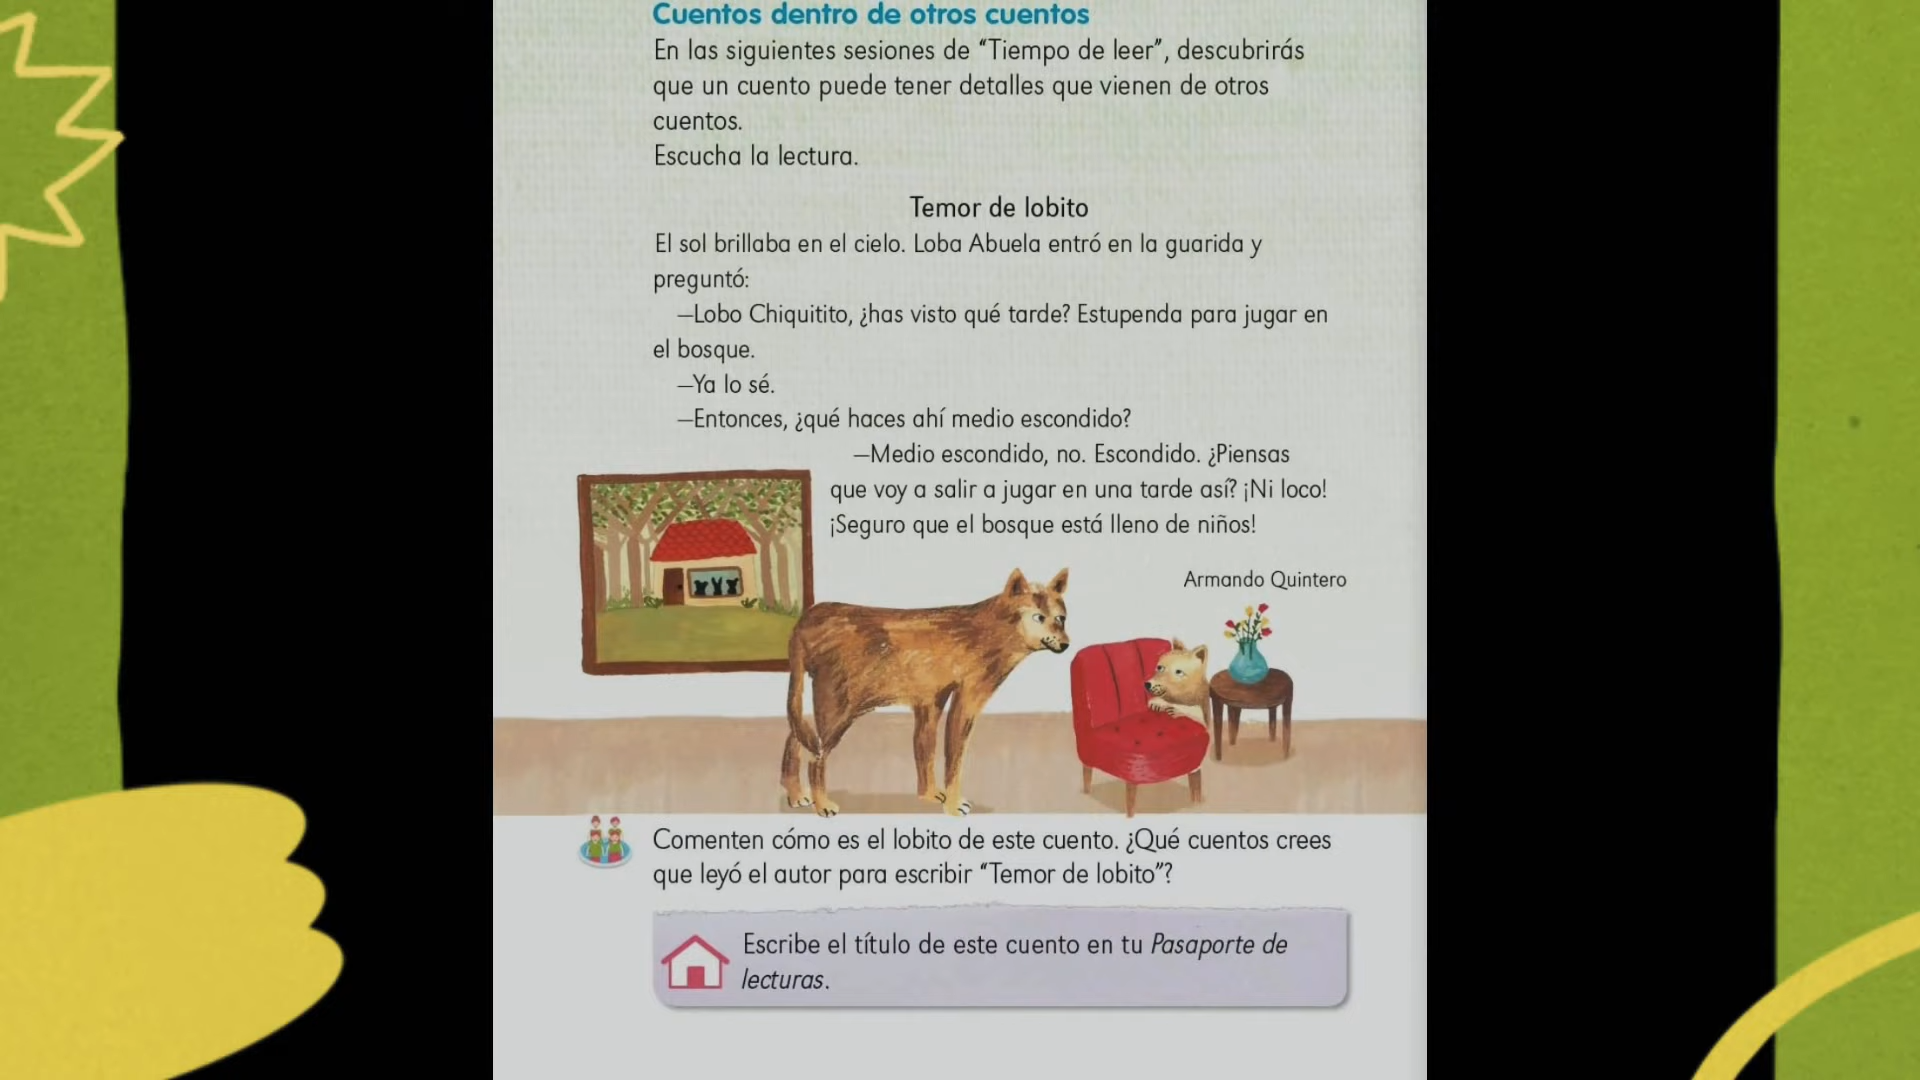 Cuentos dentro de otros cuentos
En las siguientes sesiones de “Tiempo de leer”, descubrirás
que un cuento puede tener detalles que vienen de otros
cuentos.
Escucha la lectura.
Temor de lobito
El sol brillaba en el cielo. Loba Abuela entró en la guarida y
preguntó:
—Lobo Chiquitito, ¿has visto qué tarde? Estupenda para jugar en
el bosque.
—Ya lo sé.
—Entonces, ¿qué haces ahí medio escondido?
—Medio escondido, no. Escondido. ¿Piensas
que voy a salir a jugar en una tarde así? ¡Ni loco!
¡Seguro que el bosque está lleno de niños!
Armando Quintero
Comenten cómo es el lobito de este cuento. ¿Qué cuentos crees
que leyó el autor para escribir “Temor de lobito”?
Escribe el título de este cuento en tu Pasaporte de
lecturas.